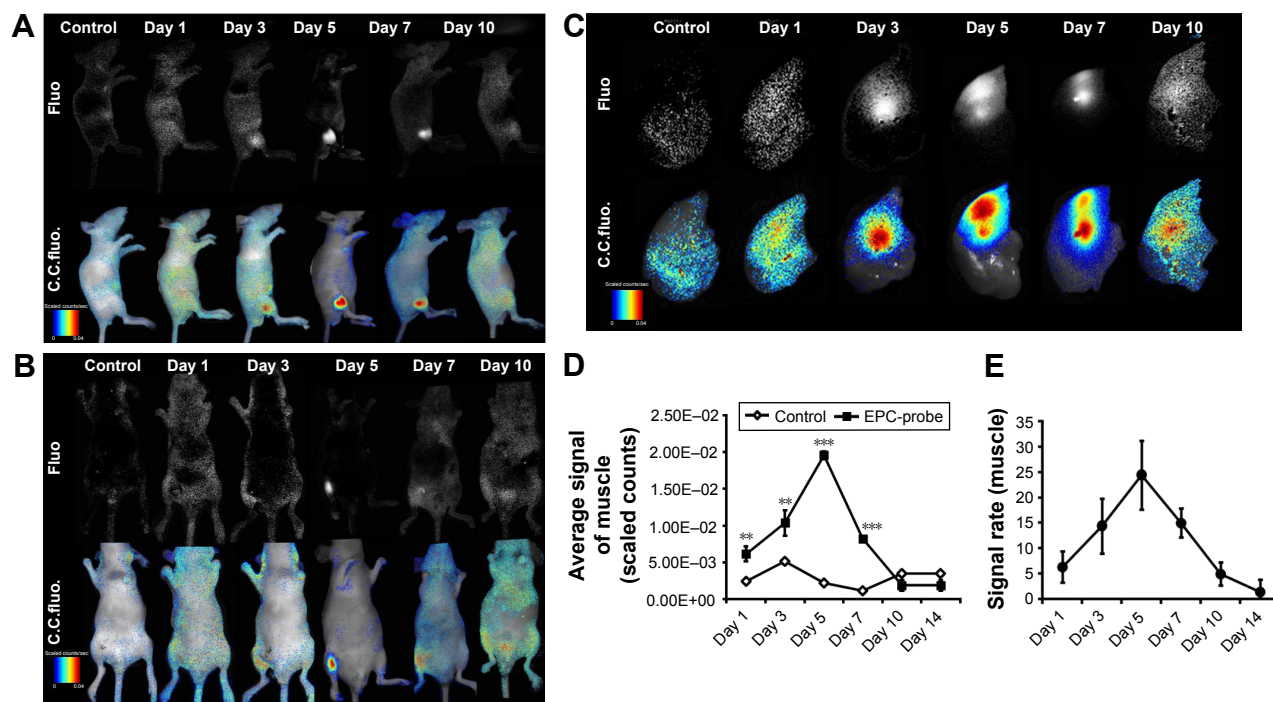 A
Control Day 1 Day 3 Day 5 Day 7 Day 10
Fluo
C.C.fluo.
Scaled counts/sec
0 0.04
B
Control Day 1 Day 3 Day 5 Day 7 Day 10
Fluo
C.C.fluo.
Scaled counts/sec
0 0.04
C
Control Day 1 Day 3 Day 5 Day 7 Day 10
Fluo
C.C.fluo.
Scaled counts/sec
0 0.04
D
Average signal
of muscle
(scaled counts)
2.50E–02
2.00E–02
1.50E–02
1.00E–02
5.00E–03
0.00E+00
Control EPC-probe
**
**
***
***
Day 1 Day 3 Day 5 Day 7 Day 10 Day 14
E
Signal rate (muscle)
35
30
25
20
15
10
5
0
Day 1 Day 3 Day 5 Day 7 Day 10 Day 14